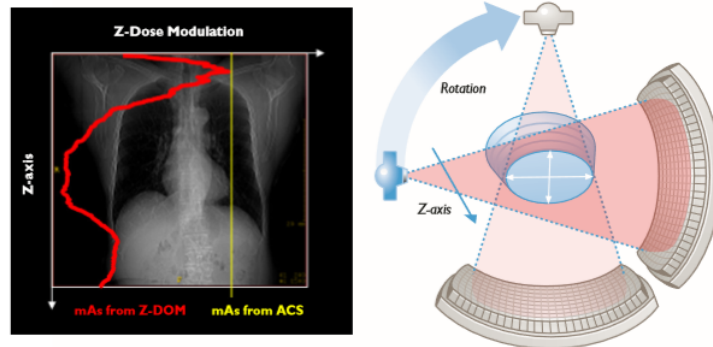 Z-Dose Modulation
Z-axis
mAs from Z-DOM
mAs from ACS
Rotation
Z-axis